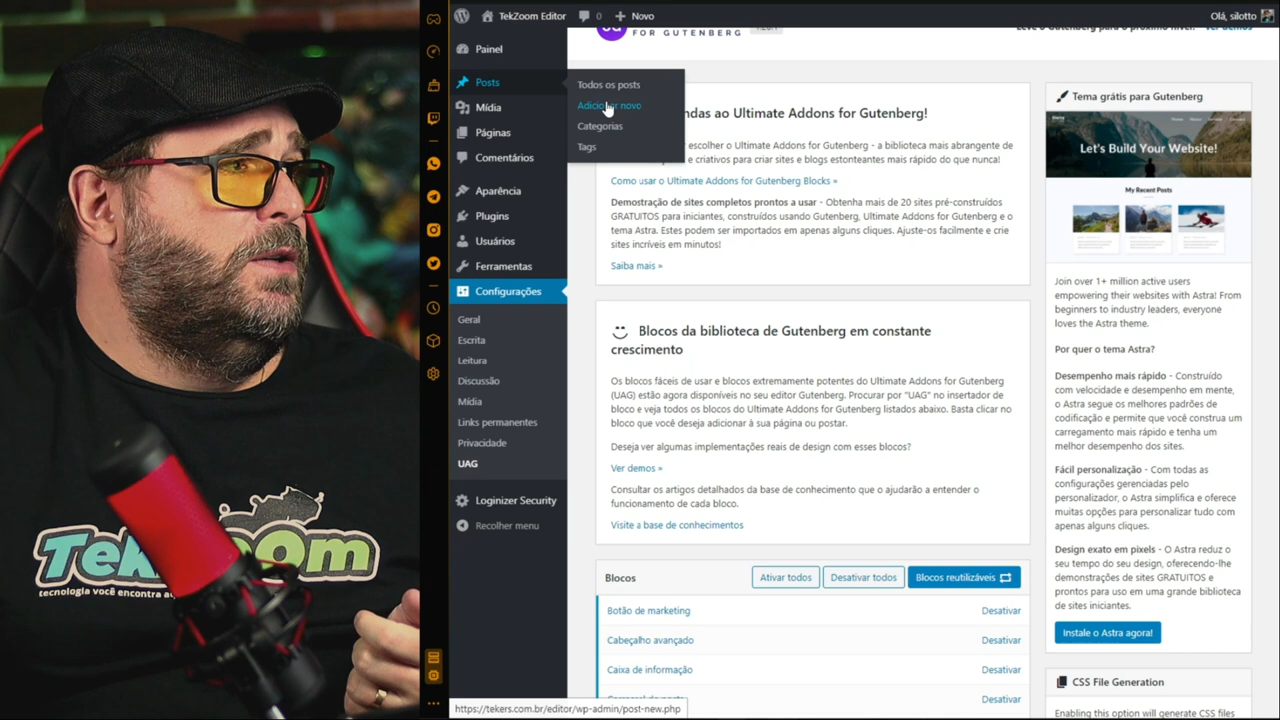 TekZoom Editor
0
Novo
Olá, silotto
Painel
Posts
Mídia
Páginas
Comentários
Aparência
Plugins
Usuários
Ferramentas
Configurações
Geral
Escrita
Leitura
Discussão
Mídia
Links permanentes
Privacidade
UAG
Loginizer Security
Recolher menu
Todos os posts
Adicionar novo
Categorias
Tags
FOR GUTENBERG
ndas ao Ultimate Addons for Gutenberg!
escolher o Ultimate Addons for Gutenberg - a biblioteca mais abrangente de
e criativos para criar sites e blogs estonteantes mais rápido do que nunca!
Como usar o Ultimate Addons for Gutenberg Blocks »
Demostração de sites completos prontos a usar - Obtenha mais de 20 sites pré-construídos
GRATUITOS para iniciantes, construídos usando Gutenberg, Ultimate Addons for Gutenberg e o
tema Astra. Estes podem ser importados em apenas alguns cliques. Ajuste-os facilmente e crie
sites incríveis em minutos!
Saiba mais »
Blocos da biblioteca de Gutenberg em constante
crescimento
Os blocos fáceis de usar e blocos extremamente potentes do Ultimate Addons for Gutenberg
(UAG) estão agora disponíveis no seu editor Gutenberg. Procurar por "UAG" no insertador de
bloco e veja todos os blocos do Ultimate Addons for Gutenberg listados abaixo. Basta clicar no
bloco que você deseja adicionar à sua página ou postar.
Deseja ver algumas implementações reais de design com esses blocos?
Ver demos »
Consultar os artigos detalhados da base de conhecimento que o ajudarão a entender o
funcionamento de cada bloco.
Visite a base de conhecimentos
Blocos
Ativar todos
Desativar todos
Blocos reutilizáveis
Botão de marketing
Desativar
Cabeçalho avançado
Desativar
Caixa de informação
Desativar
Desativar
Tema grátis para Gutenberg
Let's Build Your Website!
My Recent Posts
Join over 1+ million active users
empowering their websites with Astra! From
beginners to industry leaders, everyone
loves the Astra theme.
Por quer o tema Astra?
Desempenho mais rápido - Construído
com velocidade e desempenho em mente,
o Astra segue os melhores padrões de
codificação e permite que você construa um
carregamento mais rápido e tenha um
melhor desempenho dos sites.
Fácil personalização - Com todas as
configurações gerenciadas pelo
personalizador, o Astra simplifica e oferece
muitas opções para personalizar tudo com
apenas alguns cliques.
Design exato em pixels - O Astra reduz o
seu tempo do seu design, oferecendo-lhe
demonstrações de sites GRATUITOS e
prontos para uso em uma grande biblioteca
de sites iniciantes.
Instale o Astra agora!
CSS File Generation
Enabling this option will generate CSS files
https://tekers.com.br/editor/wp-admin/post-new.php
TekZoom
tecnologia você encontra aq